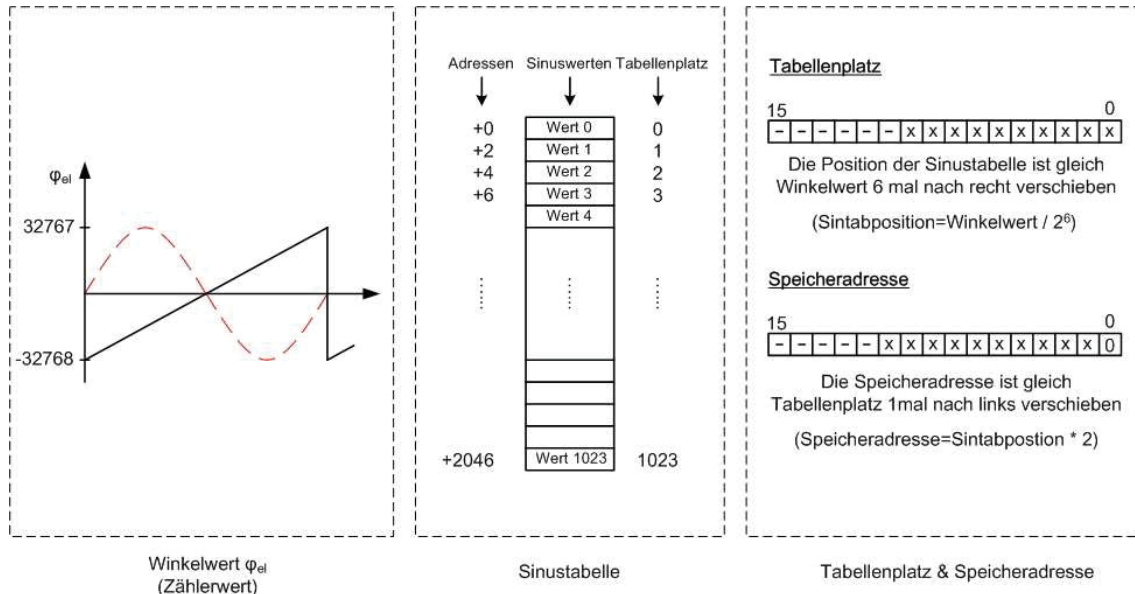 φel
32767
-32768
Winkelwert φel
(Zählerwert)
Adressen Sinuswerten Tabellenplatz
+0 Wert 0 0
+2 Wert 1 1
+4 Wert 2 2
+6 Wert 3 3
Wert 4
+2046 Wert 1023 1023
Sinustabelle
Tabellenplatz
15 0
– – – – – – x x x x x x x x x x
Die Position der Sinustabelle ist gleich
Winkelwert 6 mal nach recht verschieben
(Sintabposition=Winkelwert / 2⁶)
Speicheradresse
15 0
– – – – – x x x x x x x x x x 0
Die Speicheradresse ist gleich
Tabellenplatz 1mal nach links verschieben
(Speicheradresse=Sintabpostion * 2)
Tabellenplatz & Speicheradresse